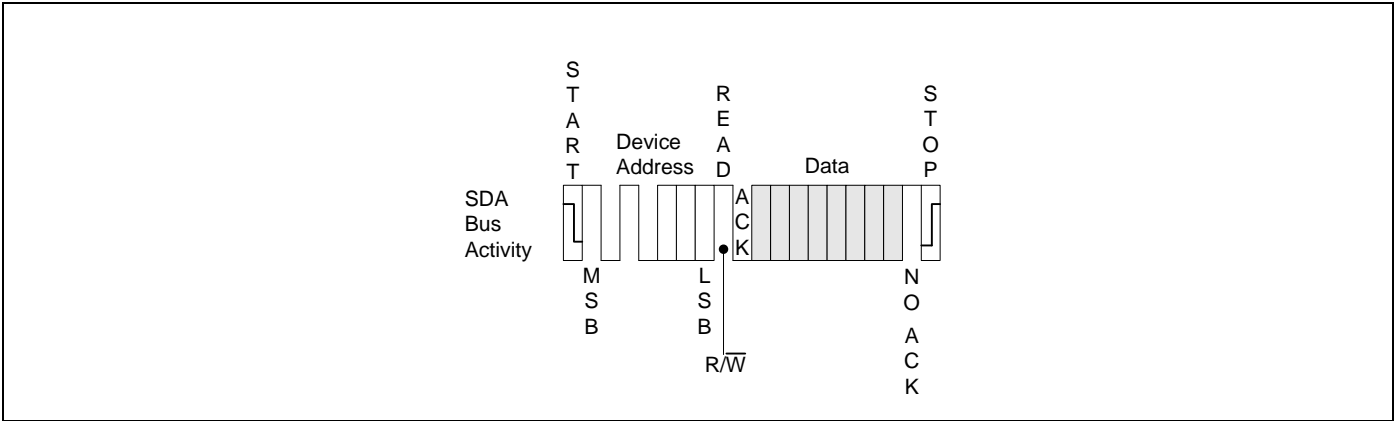 START
READ
STOP
Device
Address
Data
SDA
Bus
Activity
ACK
MSB
LSB
NO ACK
R/W̅